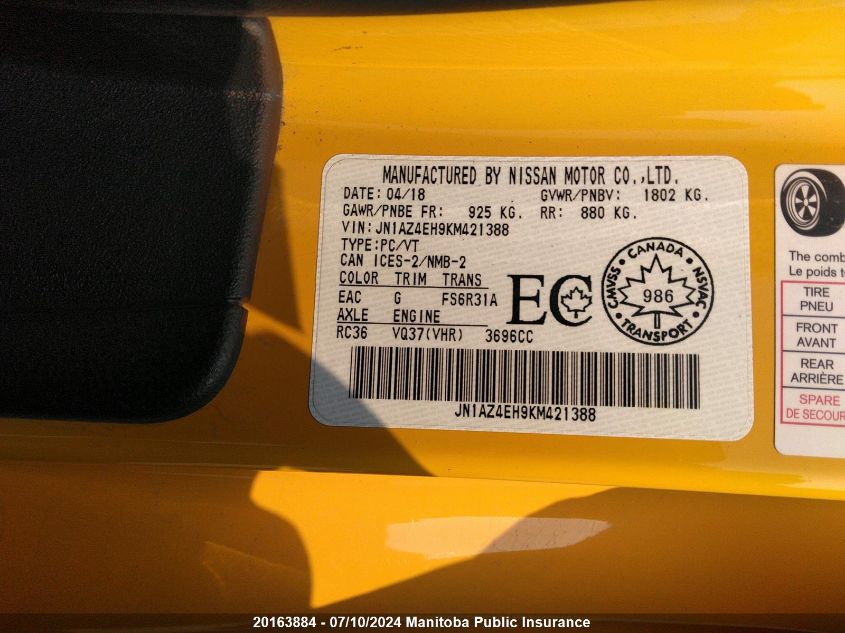 MANUFACTURED BY NISSAN MOTOR CO.,LTD.
DATE: 04/18 GVWR/PNBV: 1802 KG.
GAWR/PNBE FR: 925 KG. RR: 880 KG.
VIN: JN1AZ4EH9KM421388
TYPE: PC/VT
CAN ICES-2/NMB-2
COLOR TRIM TRANS
EAC G FS6R31A
AXLE ENGINE
RC36 VQ37(VHR) 3696CC
EC
CANADA
CMVSS 986 NSVAC
TRANSPORT
JN1AZ4EH9KM421388
The comb
Le poids t
TIRE
PNEU
FRONT
AVANT
REAR
ARRIÈRE
SPARE
DE SECOUR
20163884 - 07/10/2024 Manitoba Public Insurance